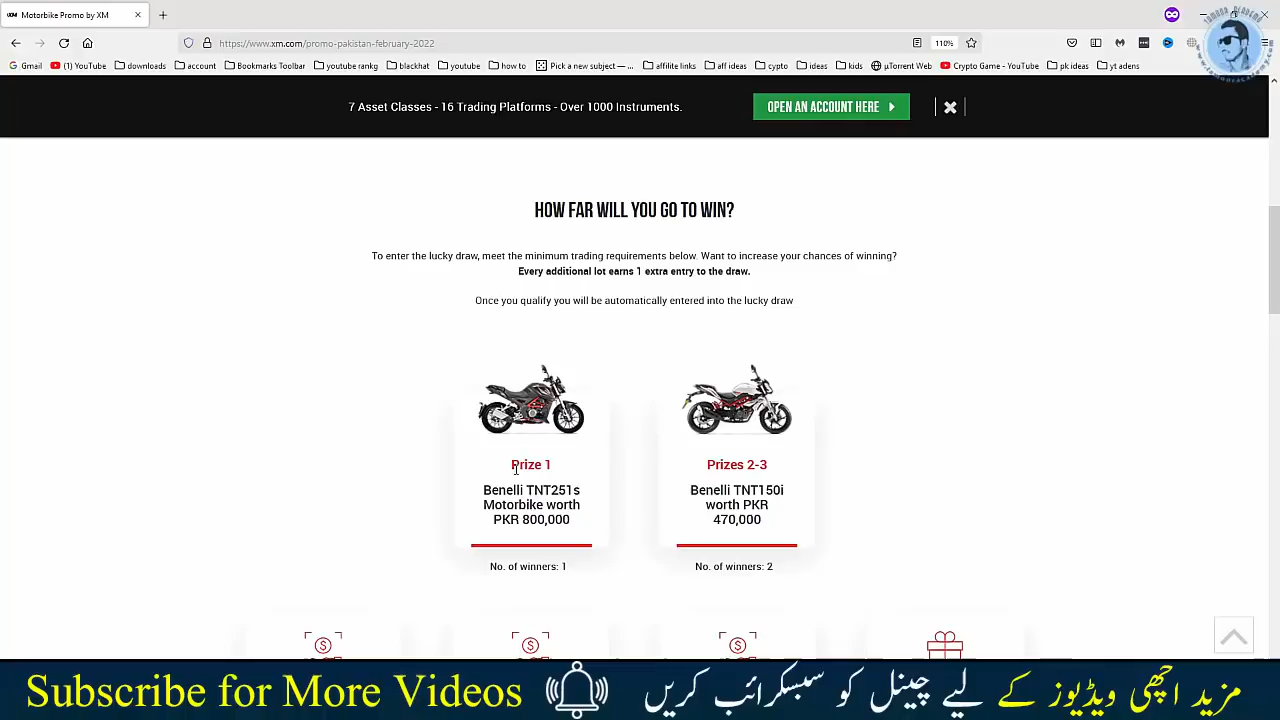 Motorbike Promo by XM
https://www.xm.com/promo-pakistan-february-2022
110%
Gmail
(1) YouTube
downloads
account
Bookmarks Toolbar
youtube rankg
blackhat
youtube
how to
Pick a new subject — ...
affilite links
aff ideas
cypto
ideas
kids
µTorrent Web
Crypto Game - YouTube
pk ideas
yt adens
7 Asset Classes - 16 Trading Platforms - Over 1000 Instruments.
OPEN AN ACCOUNT HERE
HOW FAR WILL YOU GO TO WIN?
To enter the lucky draw, meet the minimum trading requirements below. Want to increase your chances of winning?
Every additional lot earns 1 extra entry to the draw.
Once you qualify you will be automatically entered into the lucky draw
Prize 1
Benelli TNT251s
Motorbike worth
PKR 800,000
No. of winners: 1
Prizes 2-3
Benelli TNT150i
worth PKR
470,000
No. of winners: 2
Subscribe for More Videos
مزید اچھی ویڈیوز کے لیے چینل کو سبسکرائب کریں